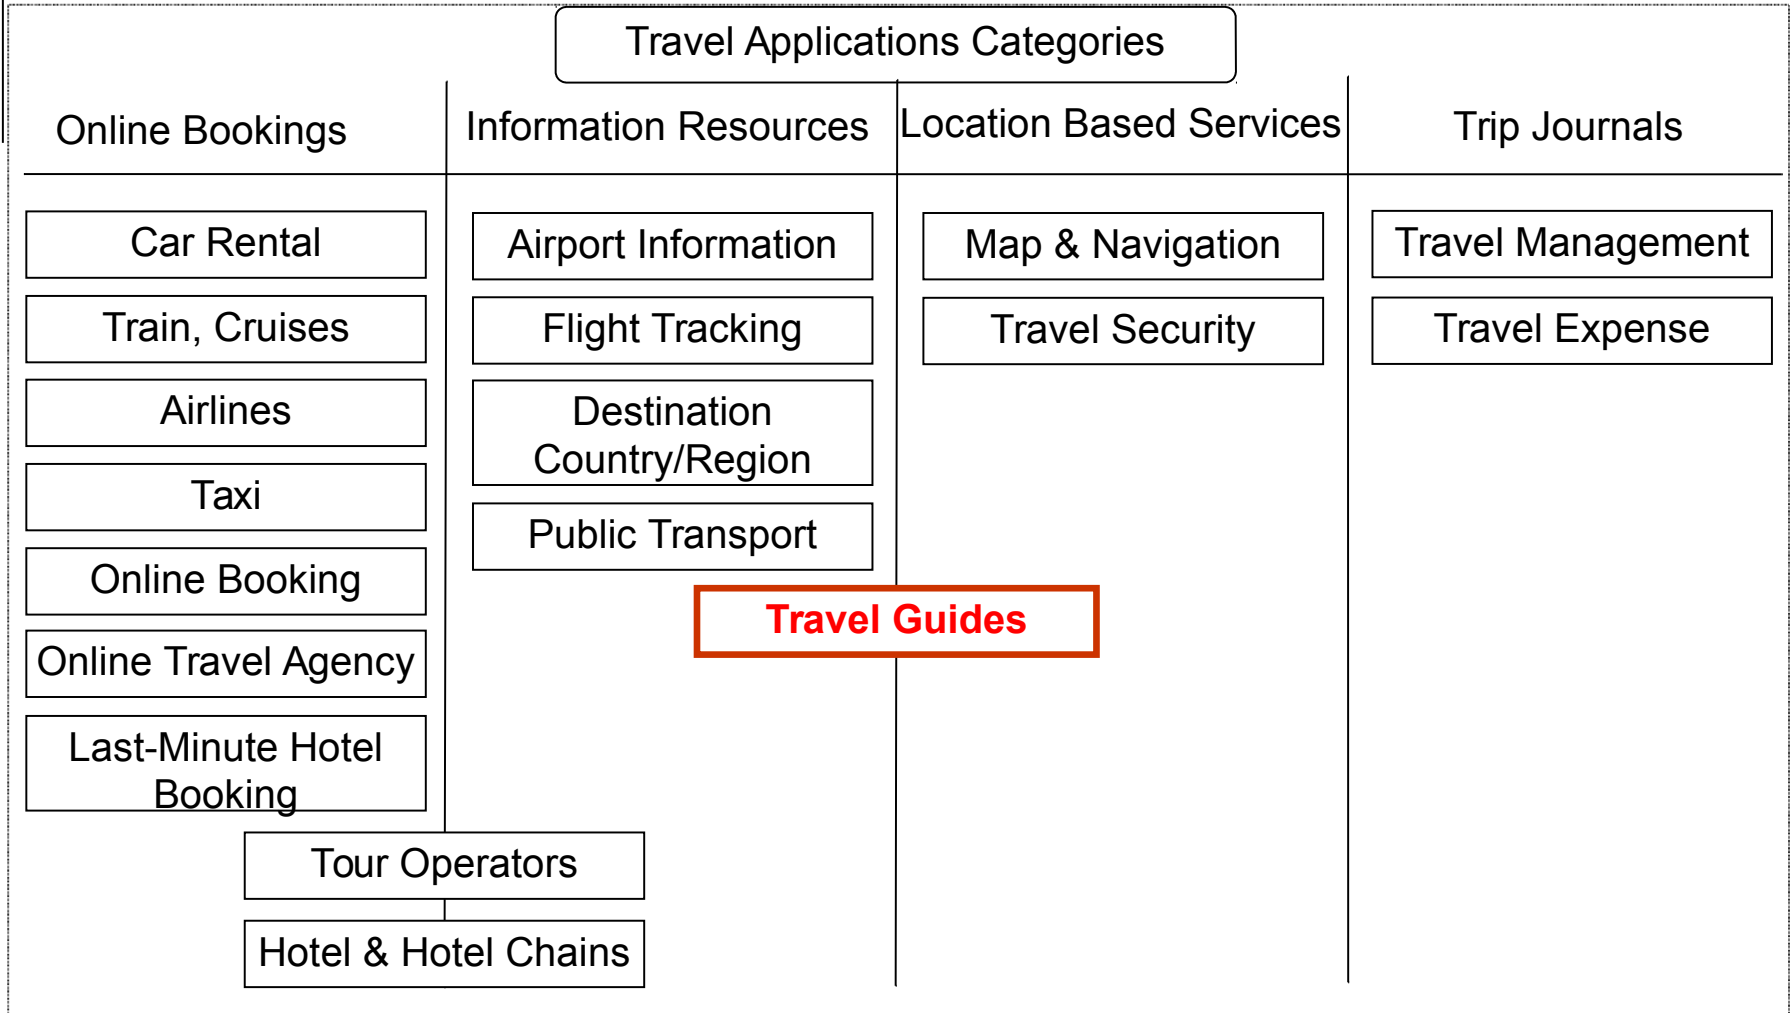 Travel Applications Categories
Online Bookings
Information Resources
Location Based Services
Trip Journals
Car Rental
Train, Cruises
Airlines
Taxi
Online Booking
Online Travel Agency
Last-Minute Hotel
Booking
Airport Information
Flight Tracking
Destination
Country/Region
Public Transport
Map & Navigation
Travel Security
Travel Management
Travel Expense
Travel Guides
Tour Operators
Hotel & Hotel Chains